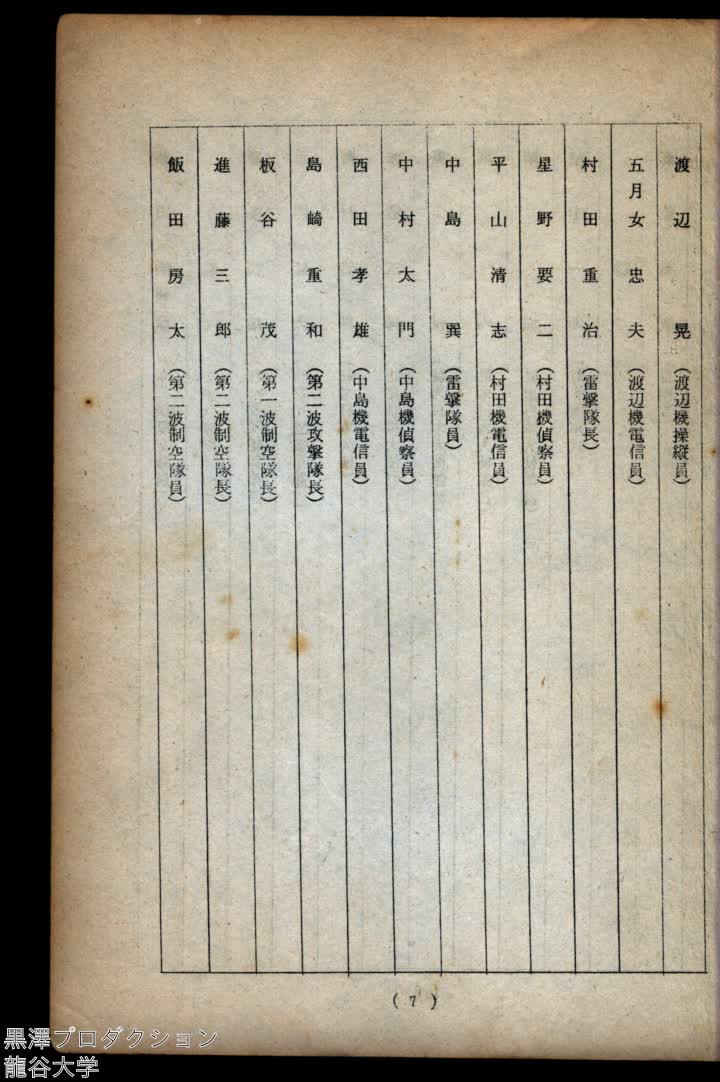 渡辺晃（渡辺機操縦員）
五月女忠夫（渡辺機電信員）
村田重治（雷撃隊長）
星野要二（村田機偵察員）
平山清志（村田機電信員）
中島巽（雷撃隊員）
中村太門（中島機偵察員）
西田孝雄（中島機電信員）
島崎重和（第二波攻撃隊長）
板谷茂（第一波制空隊長）
進藤三郎（第二波制空隊長）
飯田房太（第二波制空隊員）
（7）
黒澤プロダクション
龍谷大学